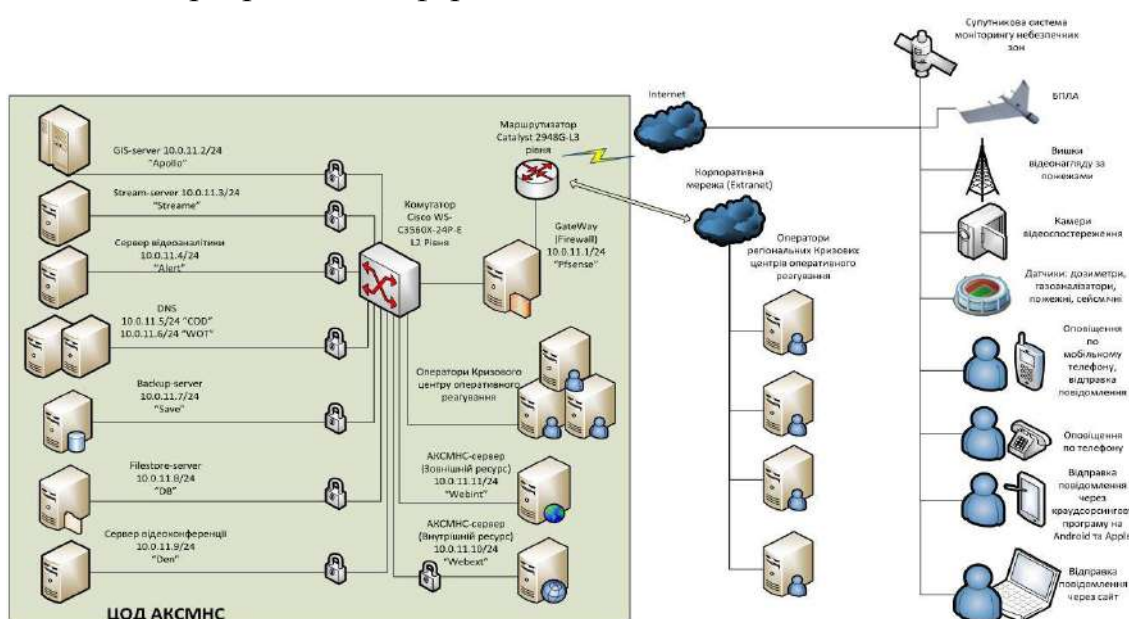 Супутникова система
моніторингу небезпечних
зон
Internet
БПЛА
Маршрутизатор
Catalyst 2948G-L3
рівня
GIS-server 10.0.11.2/24
"Apollo"
Вишки
відеонагляду за
пожежами
Корпоративна
мережа (Extranet)
Stream-server 10.0.11.3/24
"Streame"
Комутатор
Cisco WS-
C3560X-24P-E
L2 Рівня
GateWay
(Firewall)
10.0.11.1/24
"Pfsense"
Камери
відеоспостереження
Оператори
регіональних Кризових
центрів оперативного
реагування
Сервер відеоаналітики
10.0.11.4/24
"Alert"
Датчики: дозиметри,
газоаналізатори,
пожежні, сейсмічні
DNS
10.0.11.5/24 "COD"
10.0.11.6/24 "WOT"
Оповіщення
по
мобільному
телефону,
відправка
повідомлення
Оператори Кризового
центру оперативного
реагування
Backup-server
10.0.11.7/24
"Save"
Оповіщення
по телефону
АКСМНС-сервер
(Зовнішній ресурс)
10.0.11.11/24
"Webint"
Filestore-server
10.0.11.8/24
"DB"
Відправка
повідомлення
через
краудсорсингов
програму на
Android та Apple
АКСМНС-сервер
(Внутрішній ресурс)
10.0.11.10/24
"Webext"
Сервер відеоконференції
10.0.11.9/24
"Den"
Відправка
повідомлення
через сайт
ЦОД АКСМНС